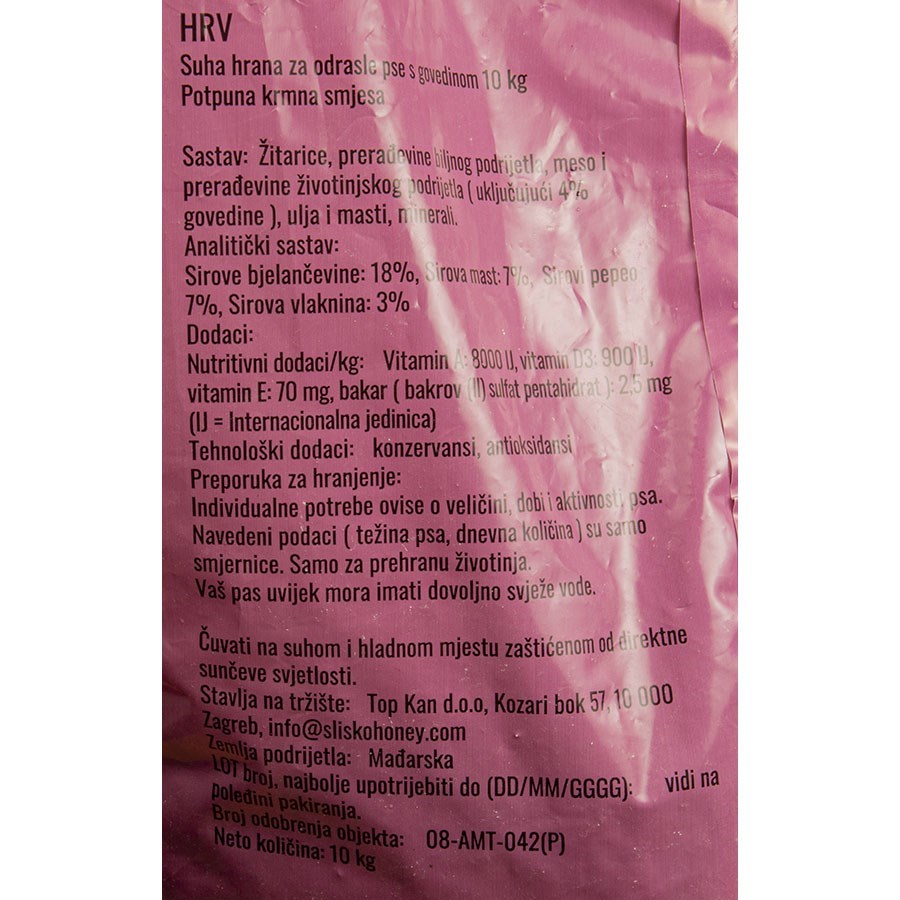 HRV
Suha hrana za odrasle pse s govedinom 10 kg
Potpuna krmna smjesa
Sastav: Žitarice, prerađevine biljnog podrijetla, meso i
prerađevine životinjskog podrijetla ( uključujući 4%
govedine ), ulja i masti, minerali.
Analitički sastav:
Sirove bjelančevine: 18%, Sirova mast: 7%, Sirovi pepeo
7%, Sirova vlaknina: 3%
Dodaci:
Nutritivni dodaci/kg: Vitamin A: 8000 IJ, vitamin D3: 900 IJ,
vitamin E: 70 mg, bakar ( bakrov (II) sulfat pentahidrat ): 2,5 mg
(IJ = Internacionalna jedinica)
Tehnološki dodaci: konzervansi, antioksidansi
Preporuka za hranjenje:
Individualne potrebe ovise o veličini, dobi i aktivnosti psa.
Navedeni podaci ( težina psa, dnevna količina ) su samo
smjernice. Samo za prehranu životinja.
Vaš pas uvijek mora imati dovoljno svježe vode.
Čuvati na suhom i hladnom mjestu zaštićenom od direktne
sunčeve svjetlosti.
Stavlja na tržište: Top Kan d.o.o, Kozari bok 57, 10 000
Zagreb, info@sliskohoney.com
Zemlja podrijetla: Mađarska
LOT broj, najbolje upotrijebiti do (DD/MM/GGGG): vidi na
poleđini pakiranja.
Broj odobrenja objekta: 08-AMT-042(P)
Neto količina: 10 kg